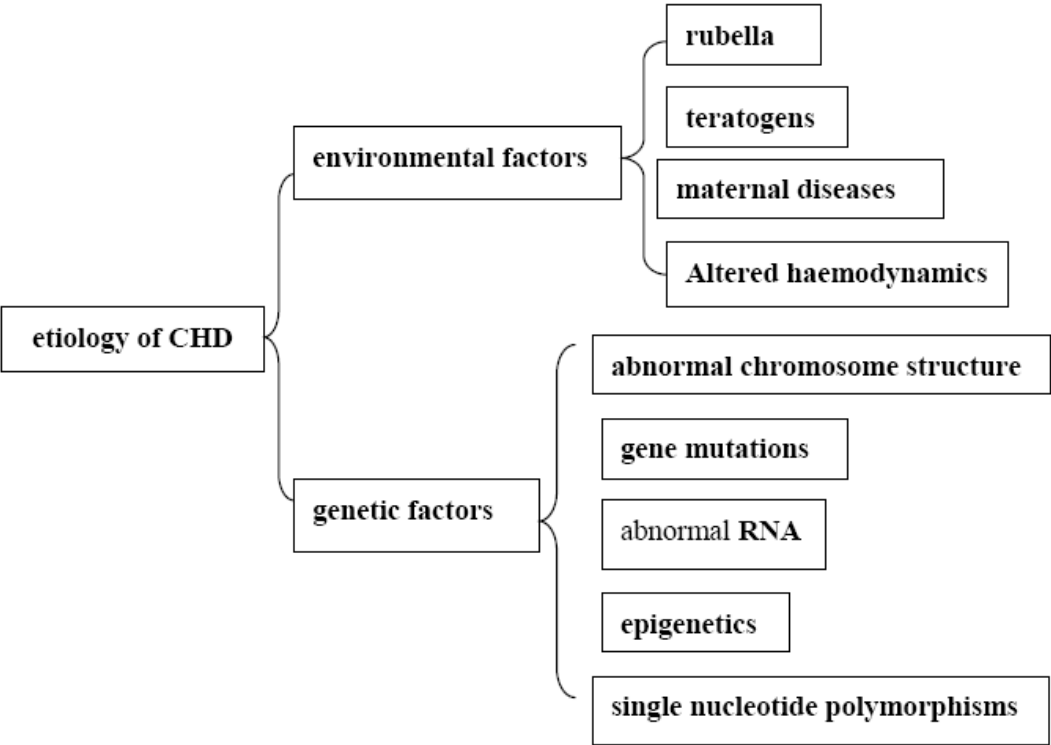 rubella
teratogens
environmental factors
maternal diseases
Altered haemodynamics
etiology of CHD
abnormal chromosome structure
gene mutations
genetic factors
abnormal RNA
epigenetics
single nucleotide polymorphisms